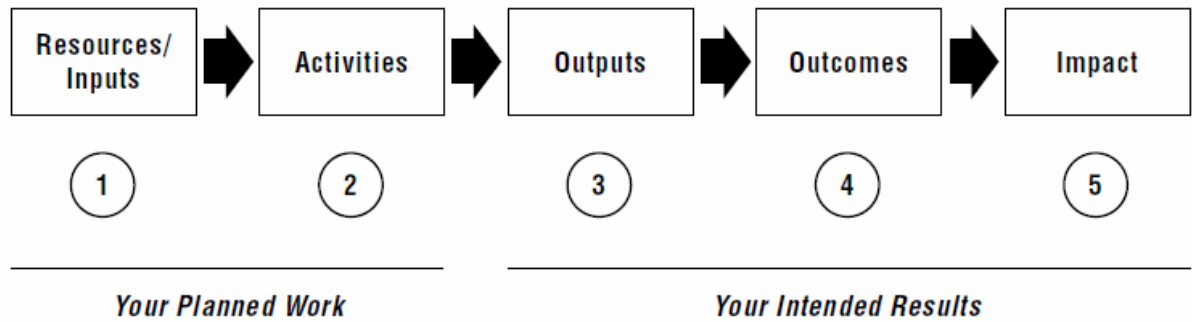 Resources/
Inputs
Activities
Outputs
Outcomes
Impact
1
2
3
4
5
Your Planned Work
Your Intended Results